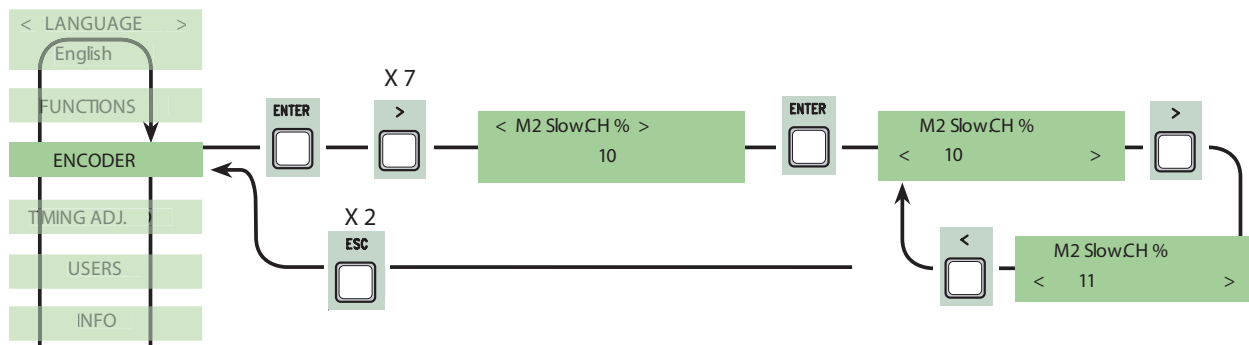 < LANGUAGE >
English
FUNCTIONS
ENCODER
TIMING ADJ.
USERS
INFO
ENTER
X 7
>
< M2 Slow.CH % >
10
ENTER
M2 Slow.CH %
< 10 >
>
X 2
ESC
<
M2 Slow.CH %
< 11 >